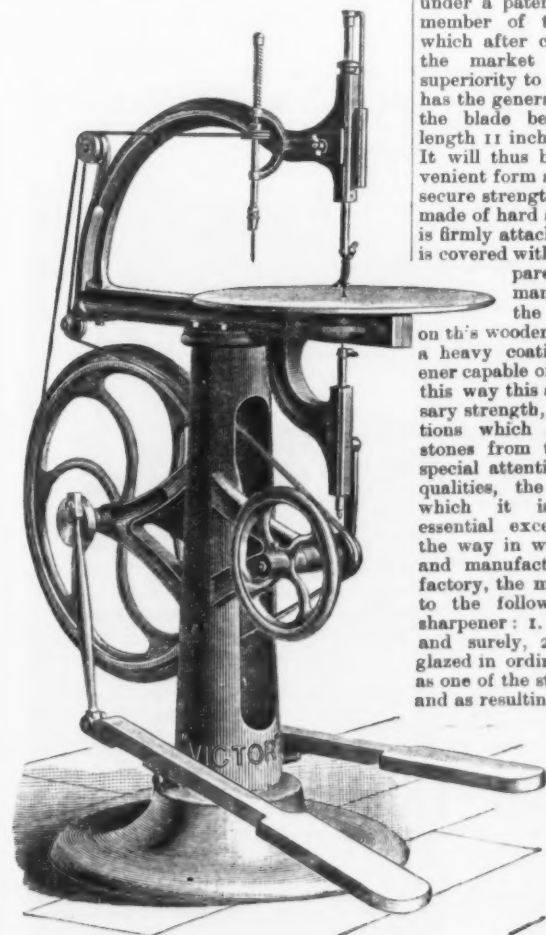 under a paten
member of t
which after c
the market
superiority to
has the genera
the blade be
length 11 inch
It will thus b
venient form a
secure strengt
made of hard
is firmly attac
is covered with
pare
man
the
on th's wooder
a heavy coati
ener capable o
this way this
sary strength,
tions which
stones from t
special attenti
qualities, the
which it is
essential exce
the way in w
and manufact
factory, the m
to the follow
sharpener: 1.
and surely, 2
glazed in ordin
as one of the st
and as resultin
"VICTOR"